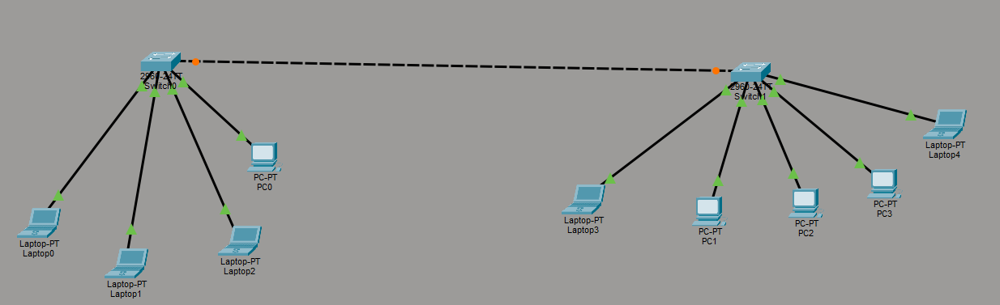 2960-24TT
Switch0
2960-24TT
Switch1
PC-PT
PC0
Laptop-PT
Laptop4
Laptop-PT
Laptop0
Laptop-PT
Laptop1
Laptop-PT
Laptop2
Laptop-PT
Laptop3
PC-PT
PC1
PC-PT
PC2
PC-PT
PC3